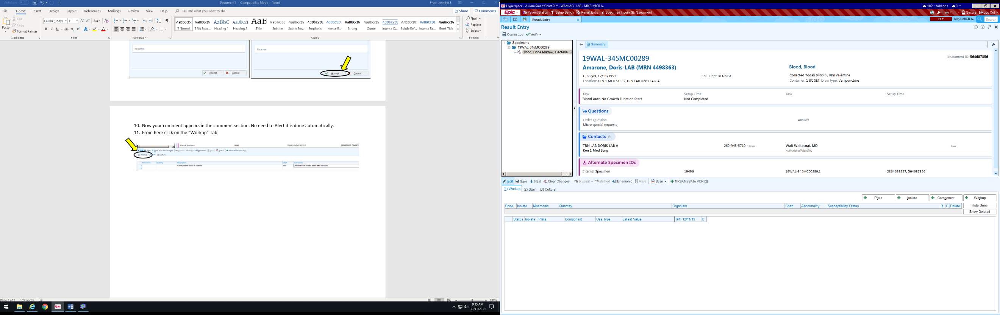 AutoSave
Document1 - Compatibility Mode - Word
Fryer, Jennifer E
File Home Insert Design Layout References Mailings Review View Help Tell me what you want to do
Share Comments
Paste
Cut
Copy
Format Painter
Clipboard
Calibri (Body) 11
Font
Paragraph
AaBbCcDc AaBbCcDc AaBbC AaBbCcI AaB AaBbCcC AaBbCcDc AaBbCcDc AaBbCcDc AaBbCcDc AaBbCcDc AaBbCcDc AABBCCDC AABBCCDC AaBbCcDc
¶ Normal ¶ No Spac... Heading 1 Heading 2 Title Subtitle Subtle Em... Emphasis Intense E... Strong Quote Intense Q... Subtle Ref... Intense Re... Book Title
Styles
Find
Replace
Select
Editing
No active. No active.
Accept Cancel Accept Cancel
10. Now your comment appears in the comment section. No need to Alert it is done automatically.
11. From here click on the “Workup” Tab
Internal Specimen 19496 19WAL-345MC00289.1
Edit Save Next Clear Changes Repeat Method Mnemonic Keys Scan MRSA MSSA by PCR [2]
(1) Workup (3) Culture
Mnemonic Quantity Description Chart Comments
1 Gram positive cocci in clusters Yes Detected from aerobic bottle after 10 hours
2
Page 3 of 3 169 words 130%
9:35 AM
12/11/2019
Hyperspace - Aurora Smart Chart PLY - WAM ACL LAB - MIKE-MICR A.
102 : Add-ons 0
Epic Patient Station Setup Bench Result Entry Specimen Inquiry (By Specimen)
Print Secure Log Out
Result Entry
PLY MIKE-MICR A. Search
Result Entry
Comm Log Verify
Specimens
19WAL-345MC00289
Blood, Bone Marrow, Bacterial C
Summary
19WAL-345MC00289
Instrument ID: 564687356
Amarone, Doris-LAB (MRN 4498363)
Blood, Blood
F, 68 yrs, 12/11/1951 Coll. Dept: KENMS1 Collected Today 0400 by Phil Valentine
Location: KEN 1 MED SURG, TRN LAB Doris LAB, A Container: 1 BC SET Draw type: Venipuncture
Task Setup Time Task Setup Time
Blood Auto No Growth Function Start Not Completed
Questions
Order Question Answer
Micro special requests
Contacts
TRN LAB DORIS LAB A 262-948-5710 Phone Walt Whitecoat, MD N/A
Ken 1 Med Surg Authorizing/Attending
Alternate Specimen IDs
Internal Specimen 19496 19WAL-345MC00289.1 2364693997, 564687356
Edit Save Next Clear Changes Repeat Method Mnemonic Keys Scan MRSA MSSA by PCR [2]
(1) Workup (2) Stain (3) Culture
Plate Isolate Component Workup
Done Isolate Mnemonic Quantity Organism Chart Abnormality Susceptibility Status R C Delete Hide Done
Show Deleted
Status Isolate Plate Component Use Type Latest Value (#1) 12/11/19 C